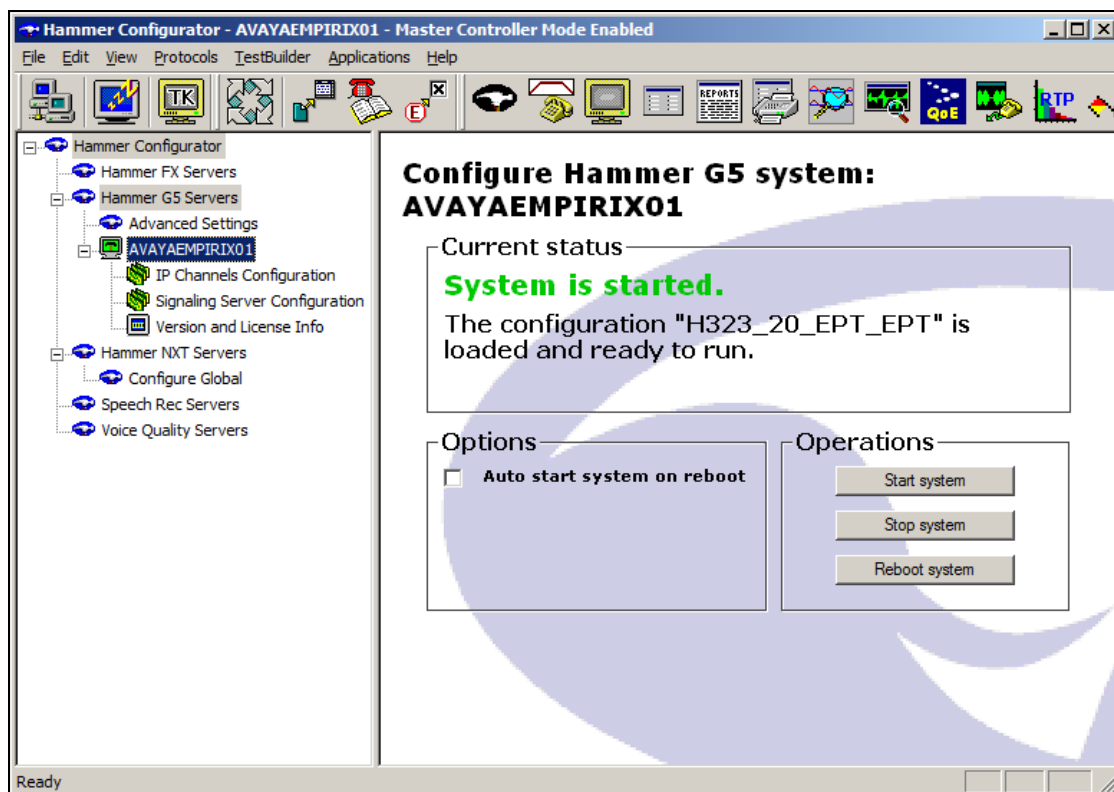 Hammer Configurator - AVAYAEMPIRIX01 - Master Controller Mode Enabled
File Edit View Protocols TestBuilder Applications Help
TK
E
REPORTS
QoE
RTP
Hammer Configurator
Hammer FX Servers
Hammer G5 Servers
Advanced Settings
AVAYAEMPIRIX01
IP Channels Configuration
Signaling Server Configuration
Version and License Info
Hammer NXT Servers
Configure Global
Speech Rec Servers
Voice Quality Servers
Configure Hammer G5 system:
AVAYAEMPIRIX01
Current status
System is started.
The configuration "H323_20_EPT_EPT" is
loaded and ready to run.
Options
Auto start system on reboot
Operations
Start system
Stop system
Reboot system
Ready